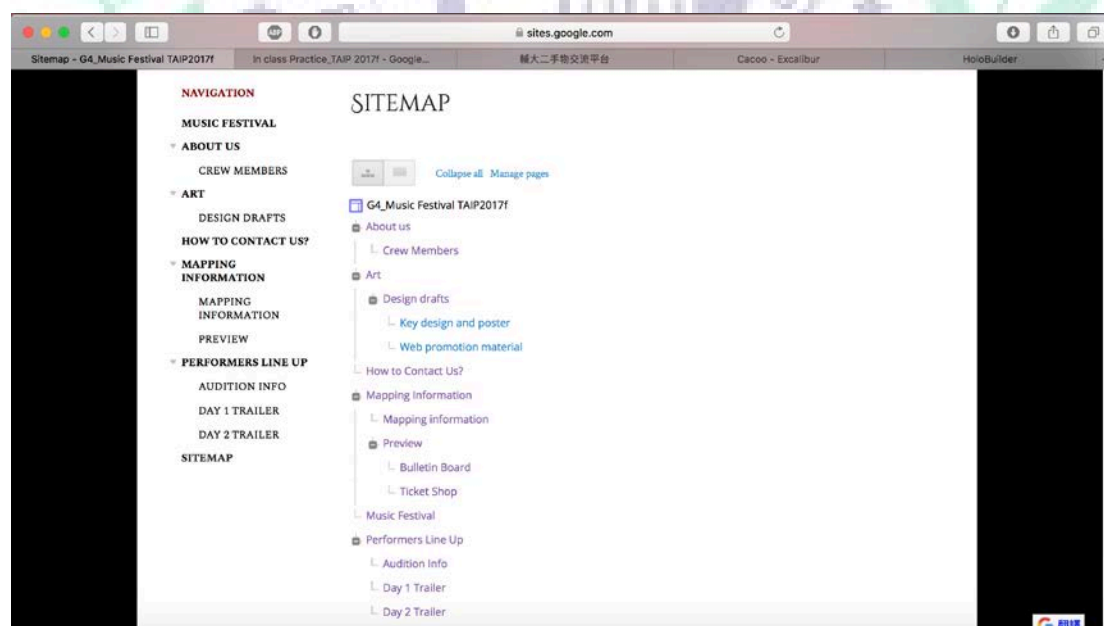 sites.google.com
Sitemap - G4_Music Festival TAIP2017f
In class Practice_TAIP 2017f - Google...
輔大二手物交流平台
Cacoo - Excalibur
HoloBuilder
NAVIGATION
MUSIC FESTIVAL
ABOUT US
CREW MEMBERS
ART
DESIGN DRAFTS
HOW TO CONTACT US?
MAPPING
INFORMATION
MAPPING
INFORMATION
PREVIEW
PERFORMERS LINE UP
AUDITION INFO
DAY 1 TRAILER
DAY 2 TRAILER
SITEMAP
SITEMAP
Collapse all Manage pages
G4_Music Festival TAIP2017f
About us
Crew Members
Art
Design drafts
Key design and poster
Web promotion material
How to Contact Us?
Mapping Information
Mapping information
Preview
Bulletin Board
Ticket Shop
Music Festival
Performers Line Up
Audition Info
Day 1 Trailer
Day 2 Trailer